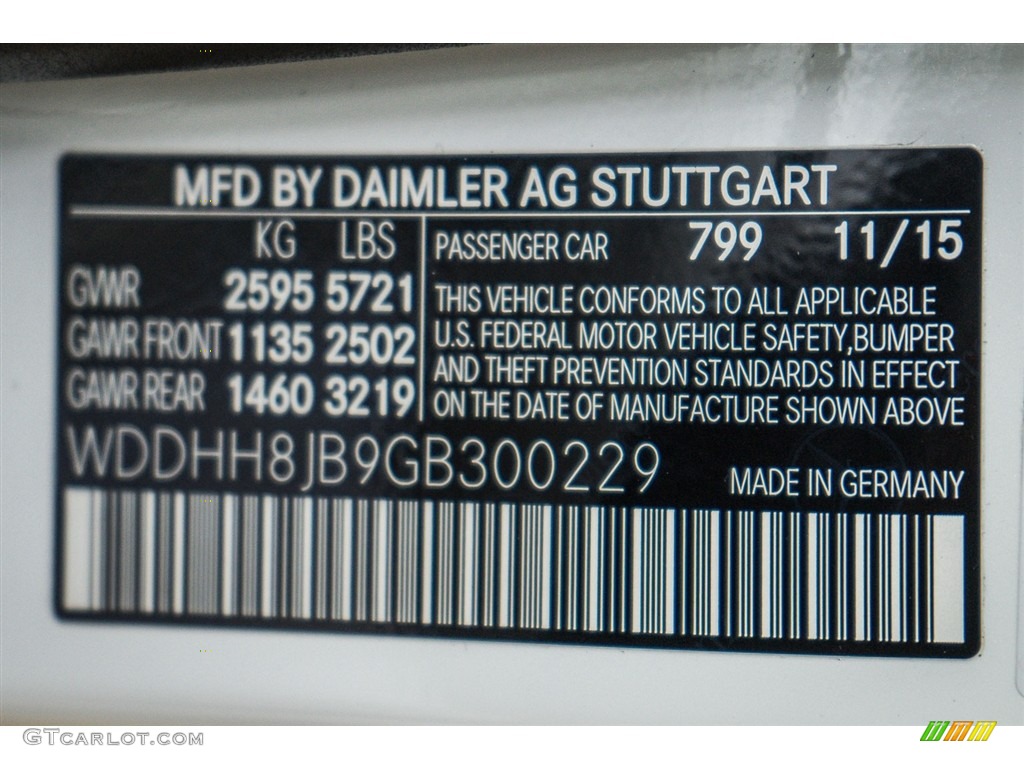 MFD BY DAIMLER AG STUTTGART
KG LBS
GVWR 2595 5721
GAWR FRONT 1135 2502
GAWR REAR 1460 3219
PASSENGER CAR 799 11/15
THIS VEHICLE CONFORMS TO ALL APPLICABLE
U.S. FEDERAL MOTOR VEHICLE SAFETY,BUMPER
AND THEFT PREVENTION STANDARDS IN EFFECT
ON THE DATE OF MANUFACTURE SHOWN ABOVE
WDDHH8JB9GB300229
MADE IN GERMANY
GTCARLOT.COM